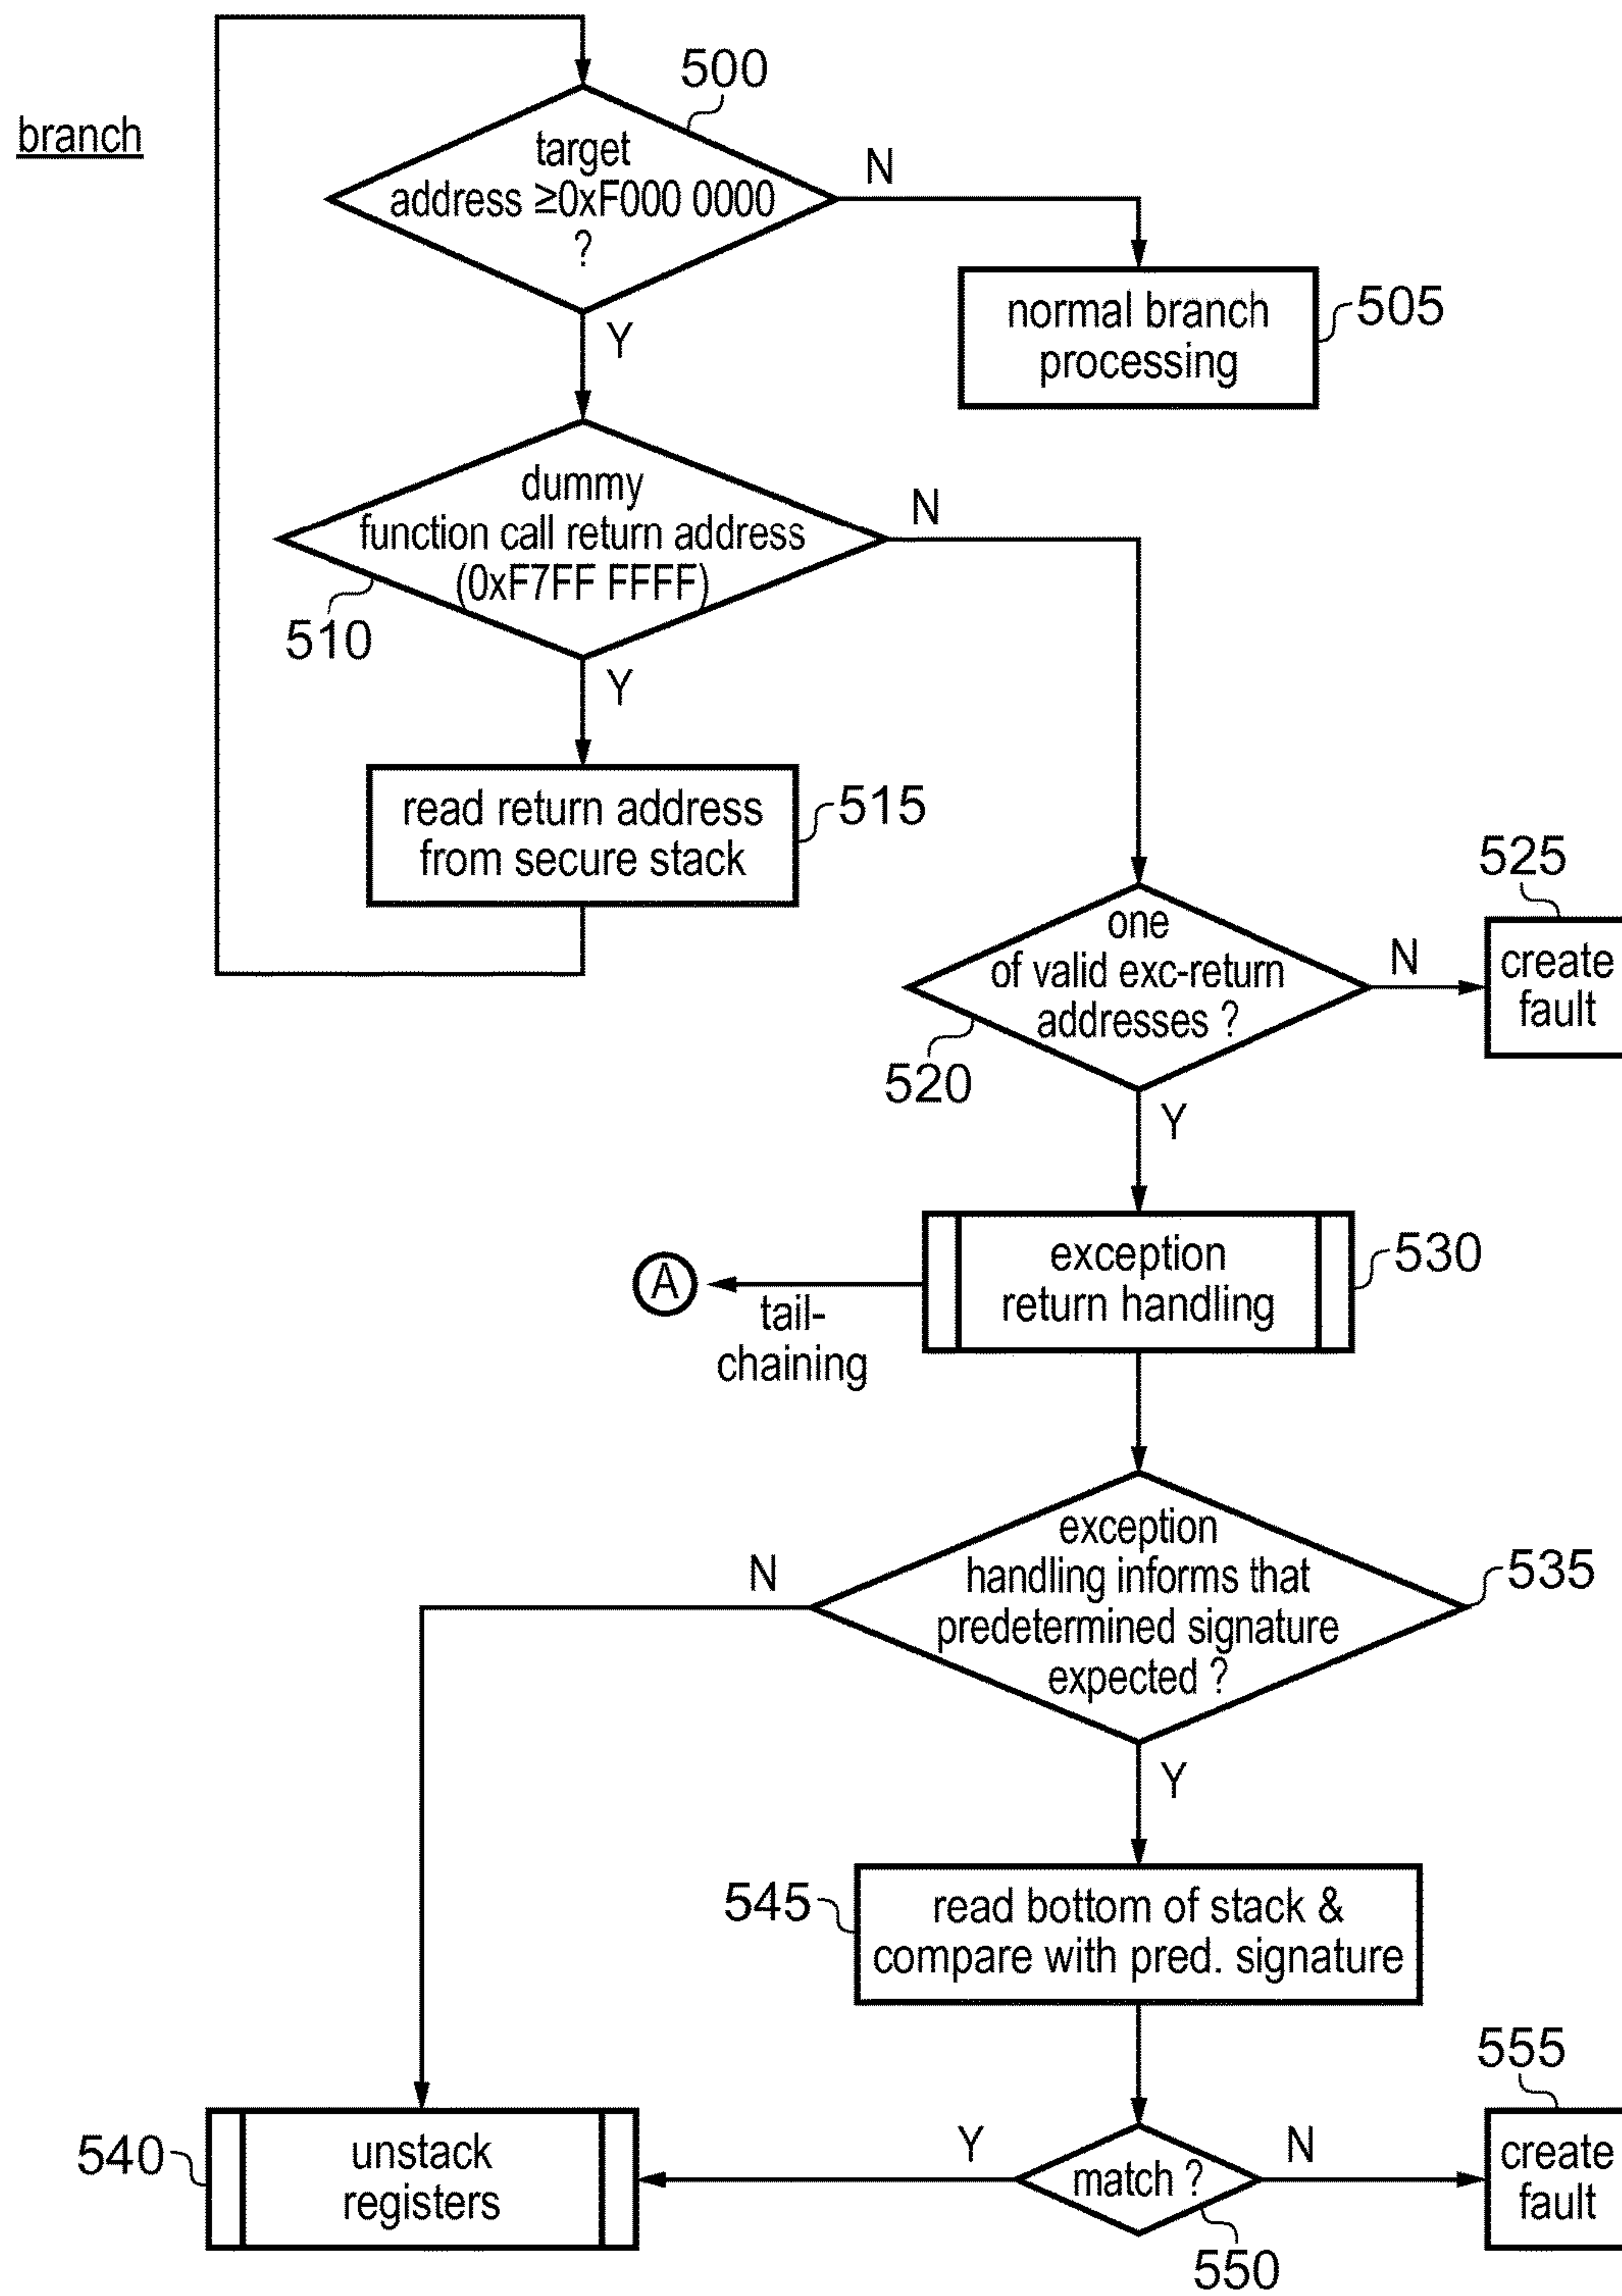 branch
500
target
address ≥0xF000 0000
?
N
Y
normal branch
processing
505
dummy
function call return address
(0xF7FF FFFF)
N
510
Y
read return address
from secure stack
515
one
of valid exc-return
addresses ?
N
520
Y
525
create
fault
exception
return handling
530
A
tail-
chaining
exception
handling informs that
predetermined signature
expected ?
535
N
Y
545
read bottom of stack &
compare with pred. signature
540
unstack
registers
Y
match ?
N
550
555
create
fault